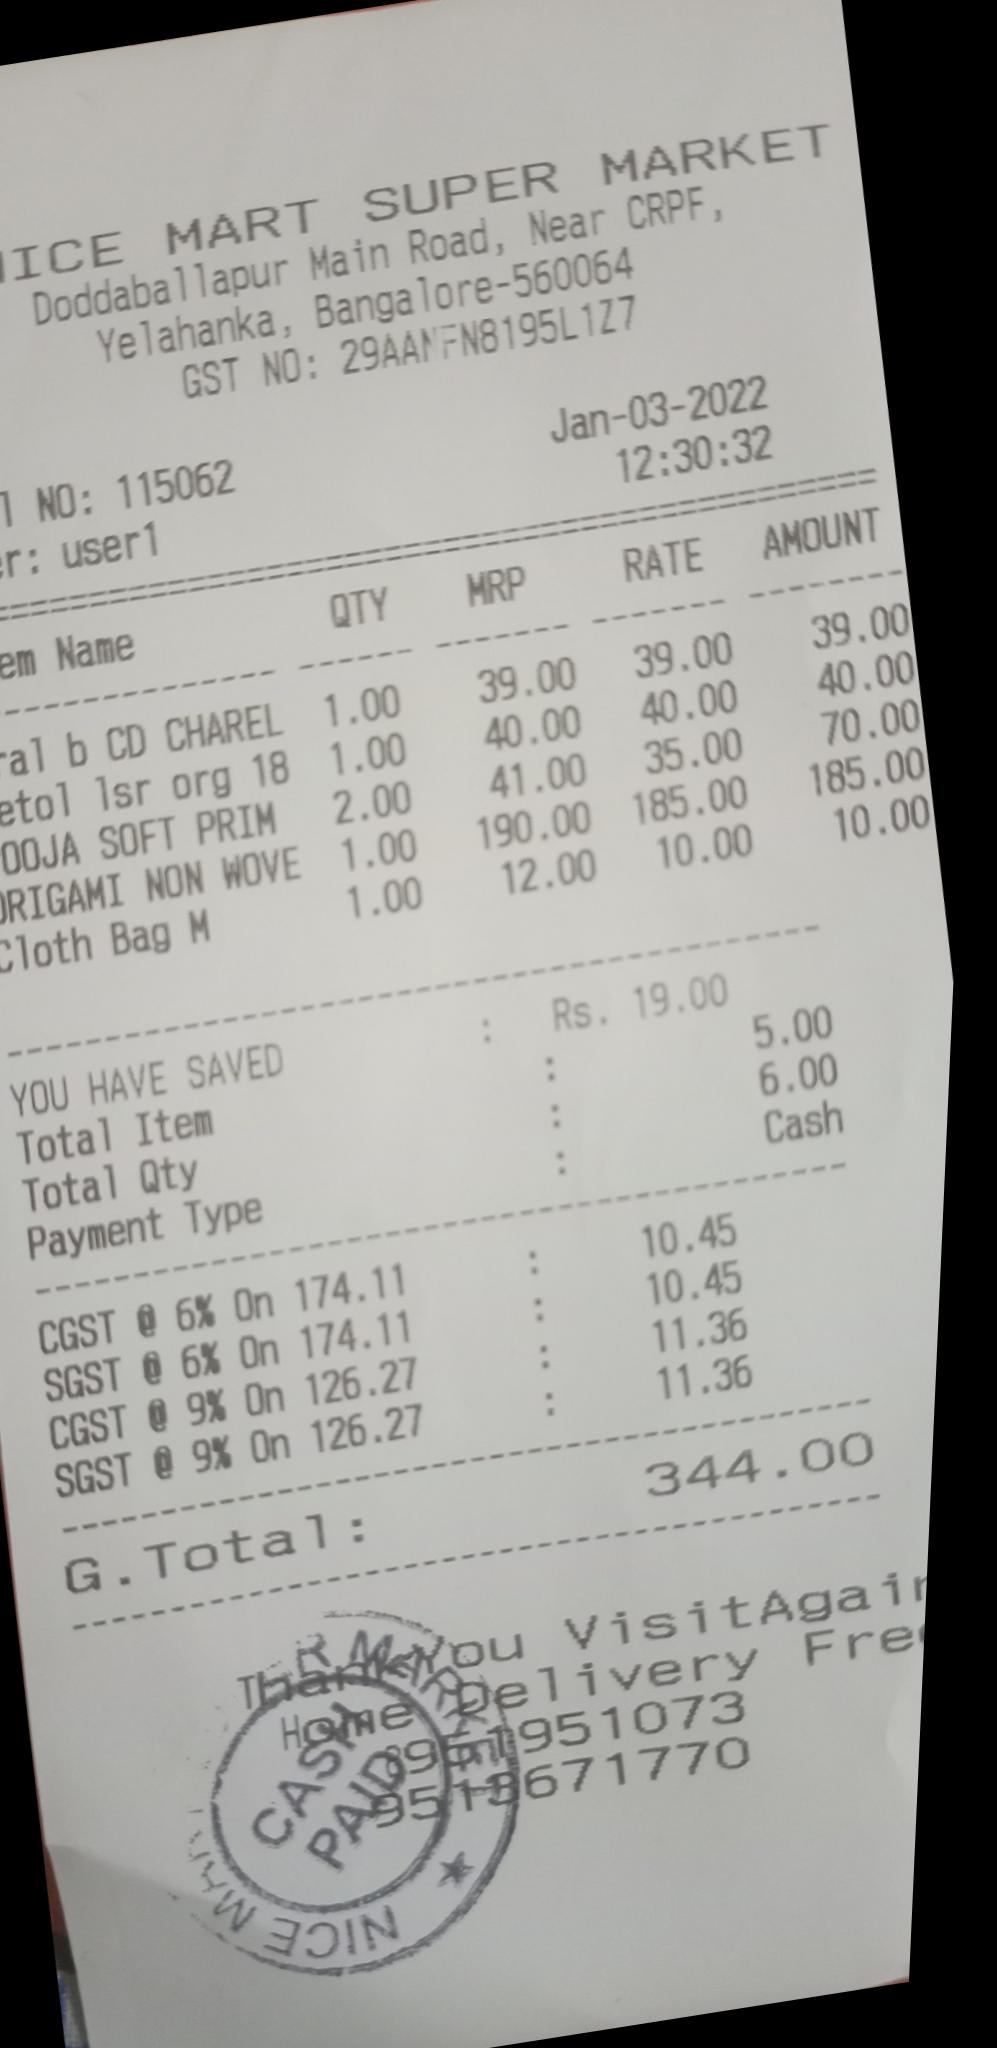 NICE MART SUPER MARKET
Doddaballapur Main Road, Near CRPF,
Yelahanka, Bangalore-560064
GST NO: 29AANFN8195L1Z7
Jan-03-2022
l NO: 115062 12:30:32
er: user1
em Name QTY MRP RATE AMOUNT
ral b CD CHAREL 1.00 39.00 39.00 39.00
etol lsr org 18 1.00 40.00 40.00 40.00
OOJA SOFT PRIM 2.00 41.00 35.00 70.00
ORIGAMI NON WOVE 1.00 190.00 185.00 185.00
Cloth Bag M 1.00 12.00 10.00 10.00
YOU HAVE SAVED : Rs. 19.00
Total Item : 5.00
Total Qty : 6.00
Payment Type : Cash
CGST @ 6% On 174.11 : 10.45
SGST @ 6% On 174.11 : 10.45
CGST @ 9% On 126.27 : 11.36
SGST @ 9% On 126.27 : 11.36
G.Total: 344.00
Thank You VisitAgain
Home Delivery Free
951951073
9513671770
CASH
PAID
NICE MART